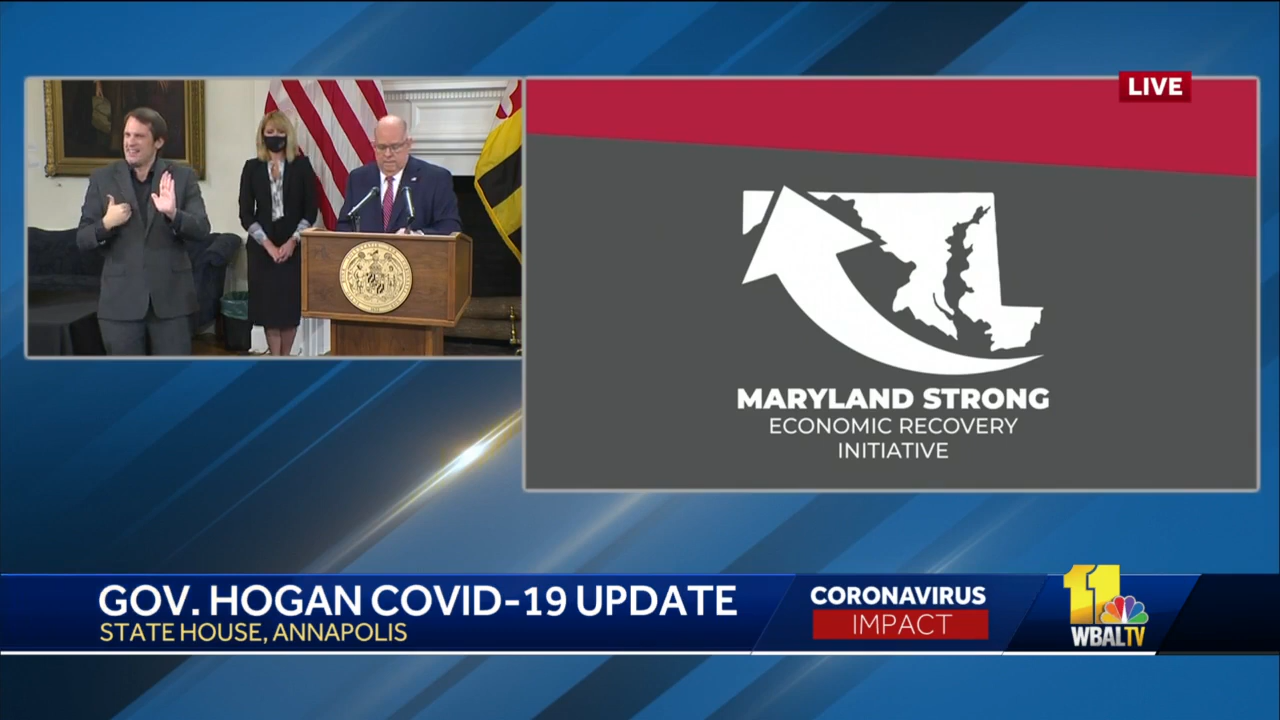 LIVE
MARYLAND STRONG
ECONOMIC RECOVERY
INITIATIVE
GOV. HOGAN COVID-19 UPDATE
STATE HOUSE, ANNAPOLIS
CORONAVIRUS
IMPACT
11
WBALTV